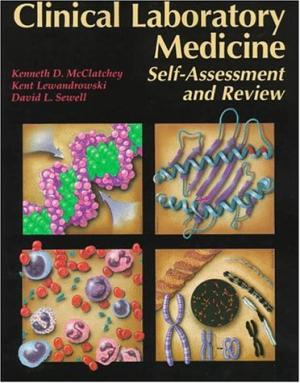 Clinical Laboratory
Medicine
Self-Assessment
and Review
Kenneth D. McClatchey
Kent Lewandrowski
David L. Sewell